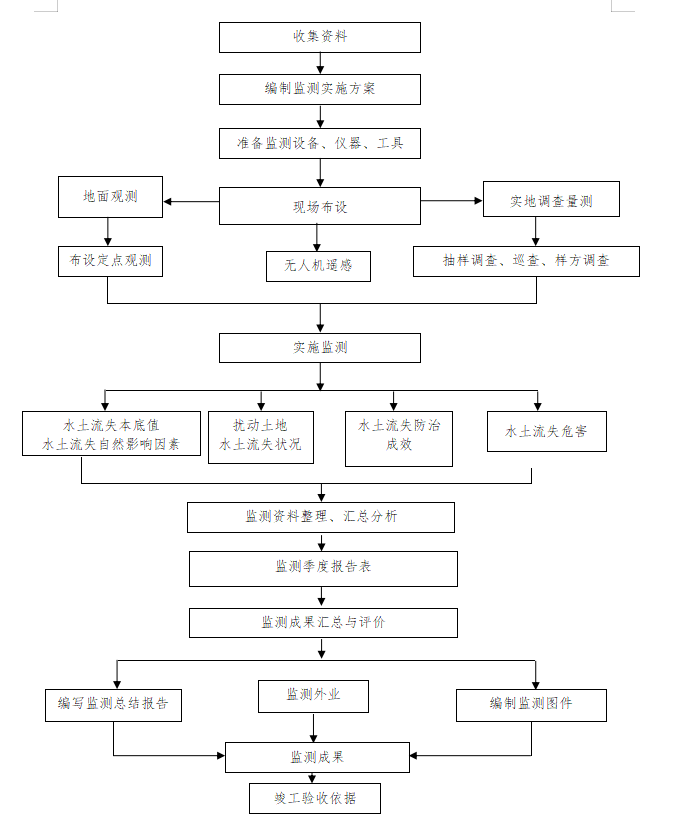 收集资料
编制监测实施方案
准备监测设备、仪器、工具
地面观测
现场布设
实地调查量测
布设定点观测
无人机遥感
抽样调查、巡查、样方调查
实施监测
水土流失本底值
水土流失自然影响因素
扰动土地
水土流失状况
水土流失防治
成效
水土流失危害
监测资料整理、汇总分析
监测季度报告表
监测成果汇总与评价
编写监测总结报告
监测外业
编制监测图件
监测成果
竣工验收依据